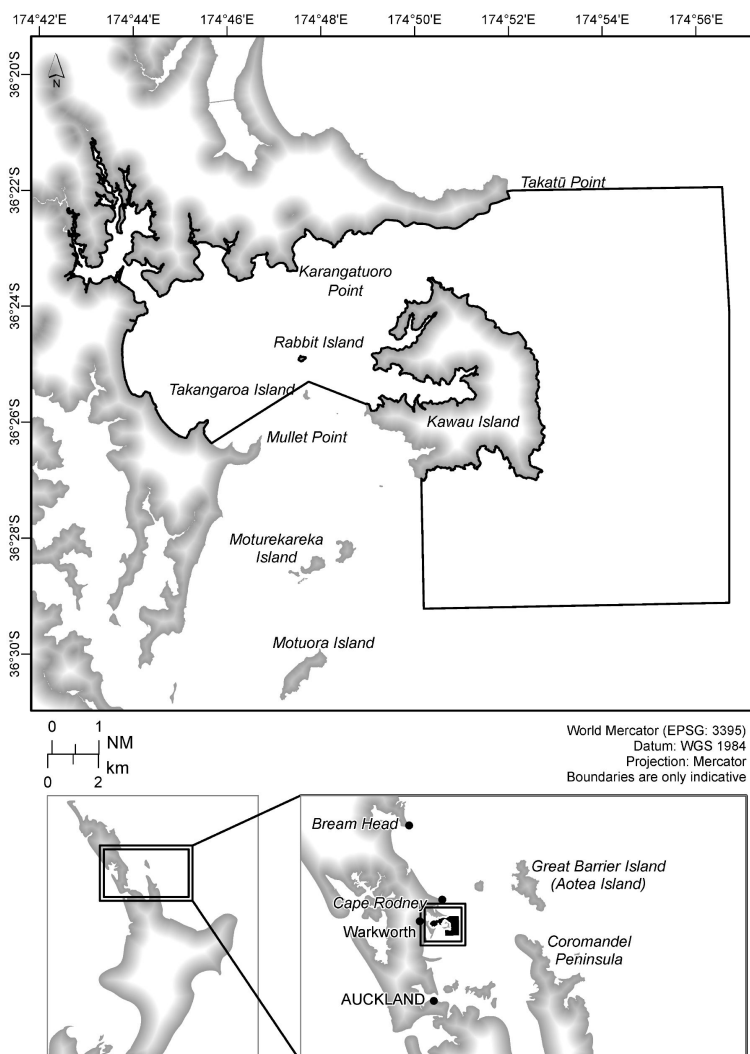 174°42'E 174°44'E 174°46'E 174°48'E 174°50'E 174°52'E 174°54'E 174°56'E
36°20'S
N
36°22'S
Takatū Point
Karangatuoro
Point
36°24'S
Rabbit Island
Takangaroa Island
36°26'S
Kawau Island
Mullet Point
36°28'S
Moturekareka
Island
36°30'S
Motuora Island
0 1
NM
km
0 2
World Mercator (EPSG: 3395)
Datum: WGS 1984
Projection: Mercator
Boundaries are only indicative
Bream Head
Great Barrier Island
(Aotea Island)
Cape Rodney
Warkworth
Coromandel
Peninsula
AUCKLAND